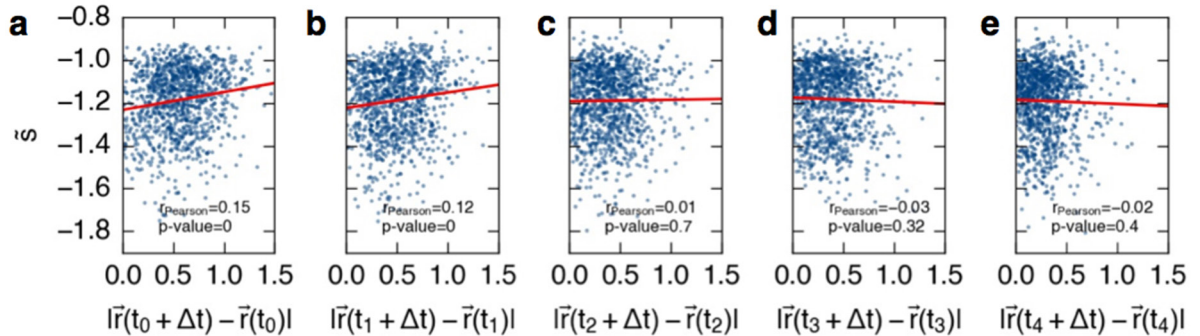 a b c d e
−0.8
−1.0
−1.2
−1.4
−1.6
−1.8
s̃
r_Pearson=0.15
p-value=0
r_Pearson=0.12
p-value=0
r_Pearson=0.01
p-value=0.7
r_Pearson=−0.03
p-value=0.32
r_Pearson=−0.02
p-value=0.4
0.0 0.5 1.0 1.5 0.0 0.5 1.0 1.5 0.0 0.5 1.0 1.5 0.0 0.5 1.0 1.5 0.0 0.5 1.0 1.5
|r⃗(t₀ + Δt) − r⃗(t₀)| |r⃗(t₁ + Δt) − r⃗(t₁)| |r⃗(t₂ + Δt) − r⃗(t₂)| |r⃗(t₃ + Δt) − r⃗(t₃)| |r⃗(t₄ + Δt) − r⃗(t₄)|